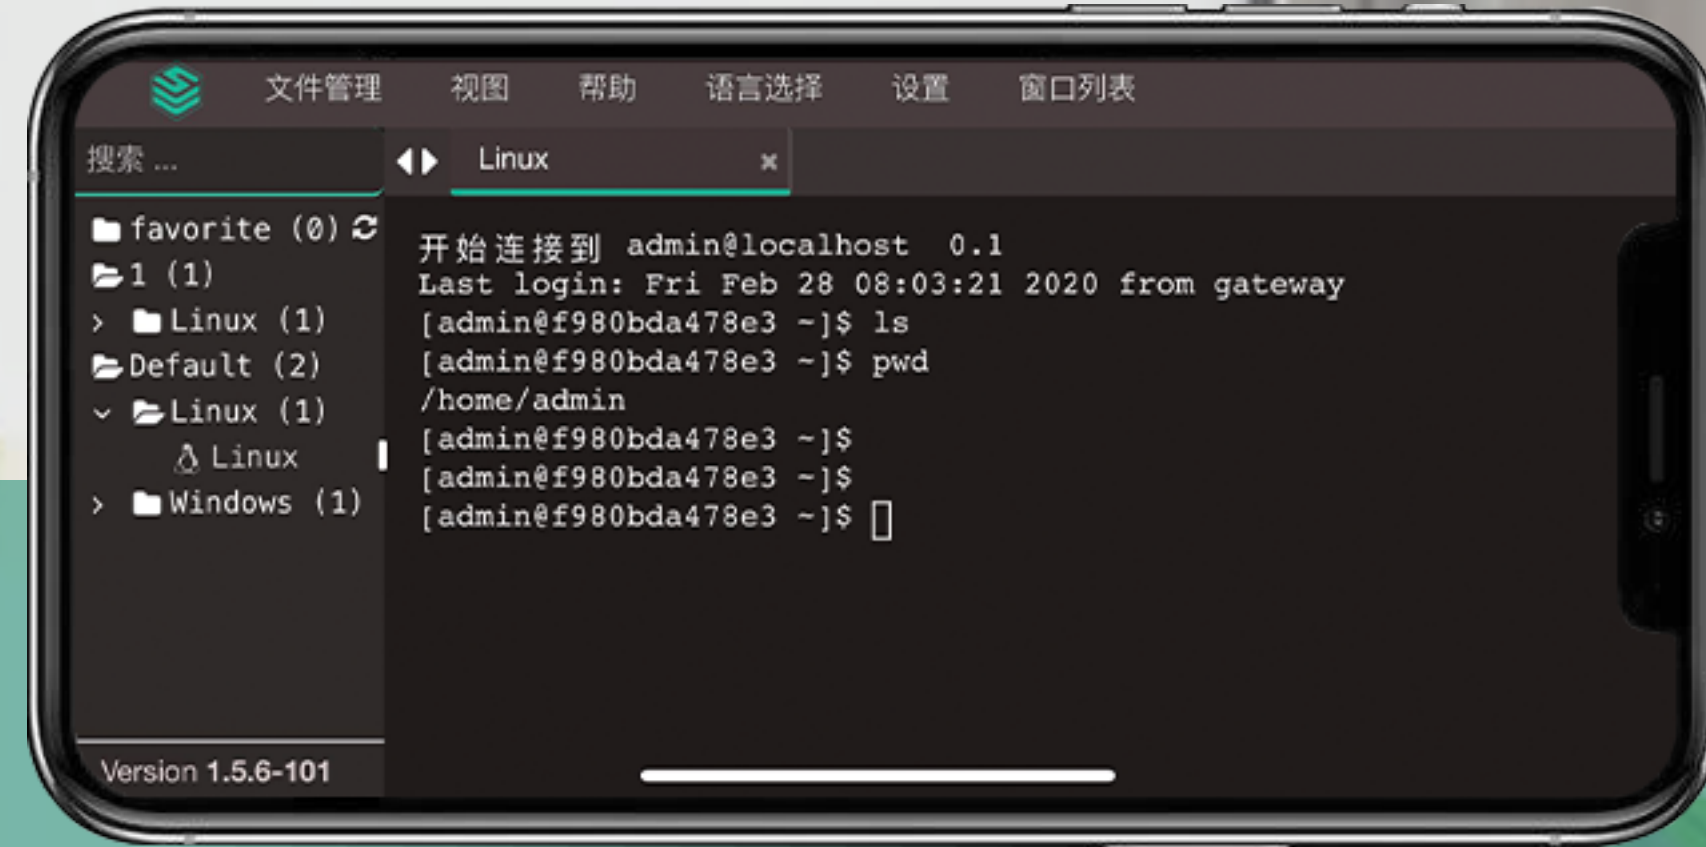 文件管理 视图 帮助 语言选择 设置 窗口列表
搜索 ...
Linux
favorite (0)
1 (1)
Linux (1)
Default (2)
Linux (1)
Linux
Windows (1)
Version 1.5.6-101
开始连接到 admin@localhost 0.1
Last login: Fri Feb 28 08:03:21 2020 from gateway
[admin@f980bda478e3 ~]$ ls
[admin@f980bda478e3 ~]$ pwd
/home/admin
[admin@f980bda478e3 ~]$
[admin@f980bda478e3 ~]$
[admin@f980bda478e3 ~]$